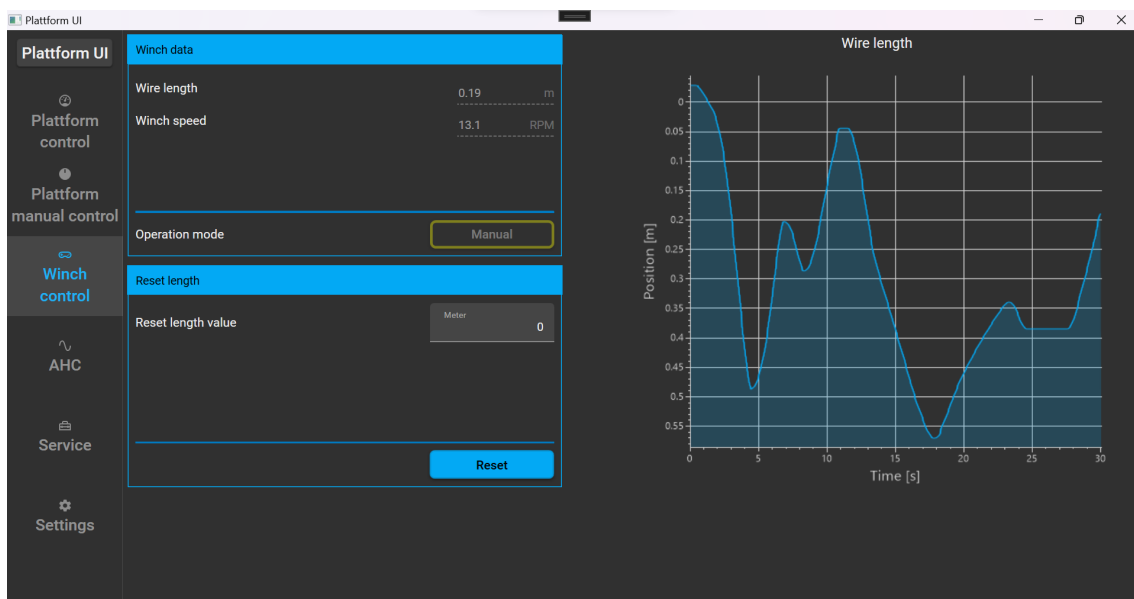 Plattform UI
Plattform UI
Plattform
control
Plattform
manual control
Winch
control
AHC
Service
Settings
Winch data
Wire length 0.19 m
Winch speed 13.1 RPM
Operation mode Manual
Reset length
Reset length value Meter 0
Reset
Wire length
Position [m]
0
0.05
0.1
0.15
0.2
0.25
0.3
0.35
0.4
0.45
0.5
0.55
0 5 10 15 20 25 30
Time [s]